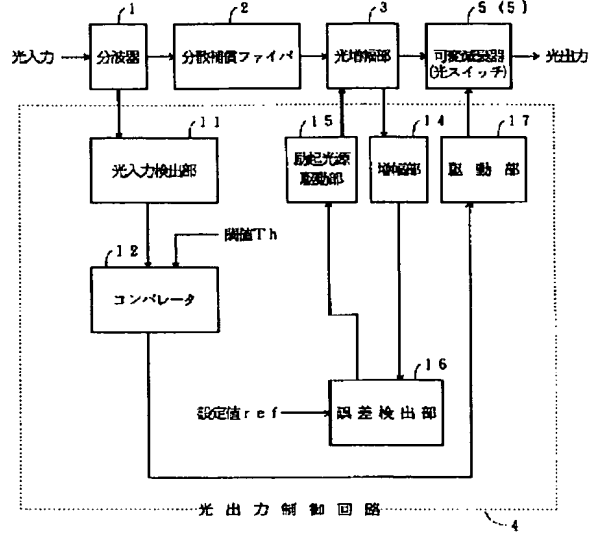 1
2
3
5 (5)
光入力
分波器
分散補償ファイバ
光増幅部
可変減衰器
(光スイッチ)
光出力
11
15
14
17
光入力検出部
励起光源
駆動部
増幅部
駆動部
12
閾値Th
コンパレータ
16
設定値ref
誤差検出部
光出力制御回路
4